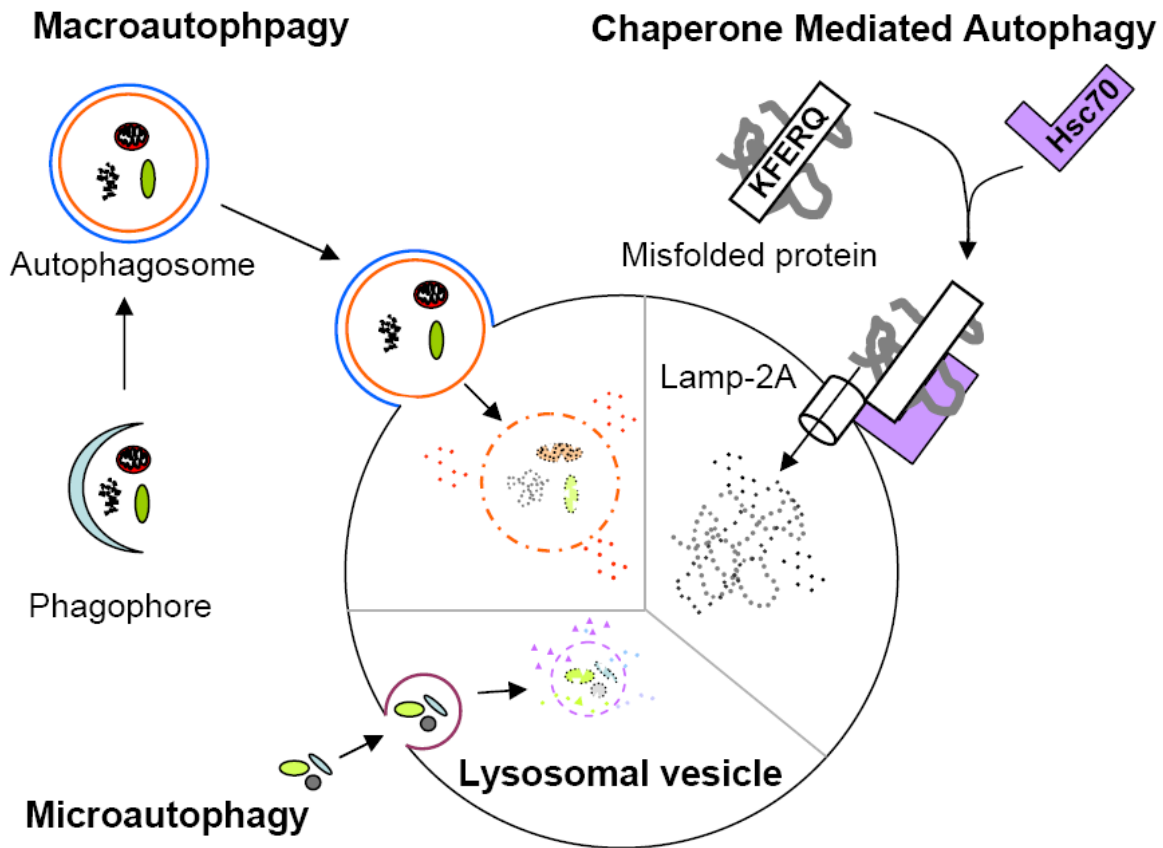 Macroautophpagy
Chaperone Mediated Autophagy
Hsc70
KFERQ
Misfolded protein
Autophagosome
Lamp-2A
Phagophore
Lysosomal vesicle
Microautophagy